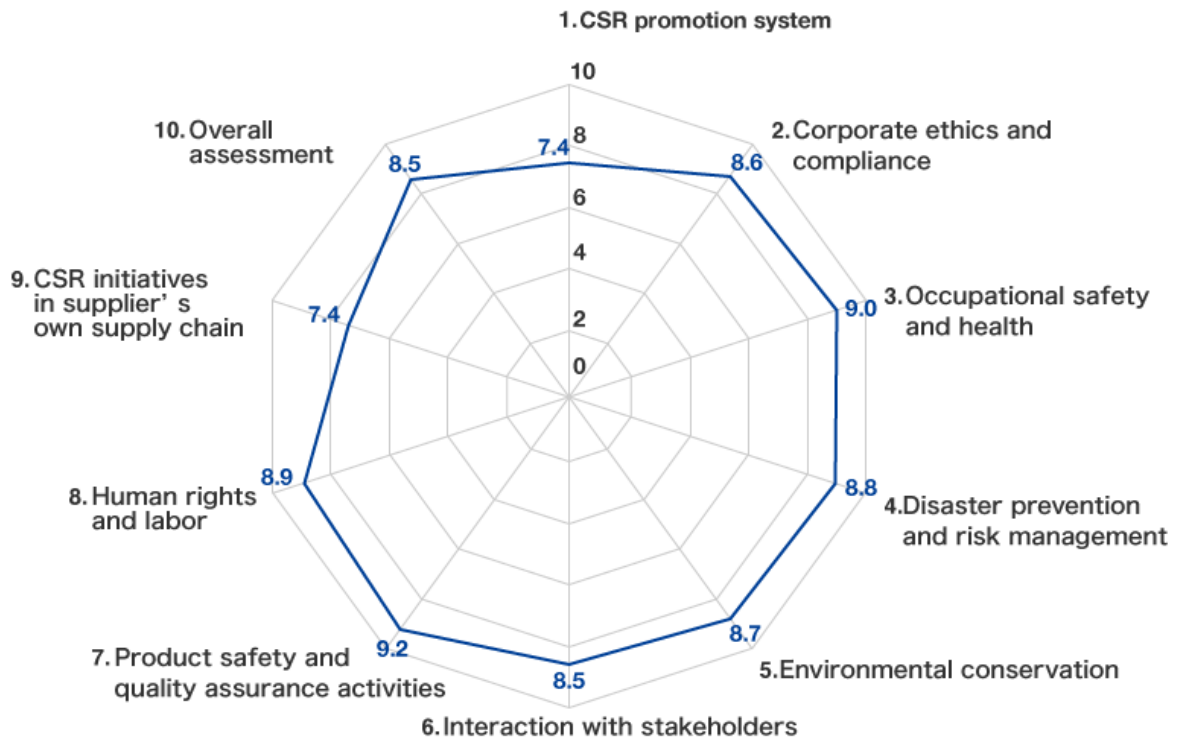 1.CSR promotion system
10
8
6
4
2
0
7.4
2.Corporate ethics and
compliance
8.6
3.Occupational safety
and health
9.0
4.Disaster prevention
and risk management
8.8
5.Environmental conservation
8.7
6.Interaction with stakeholders
8.5
7.Product safety and
quality assurance activities
9.2
8.Human rights
and labor
8.9
9.CSR initiatives
in supplier’ s
own supply chain
7.4
10.Overall
assessment
8.5